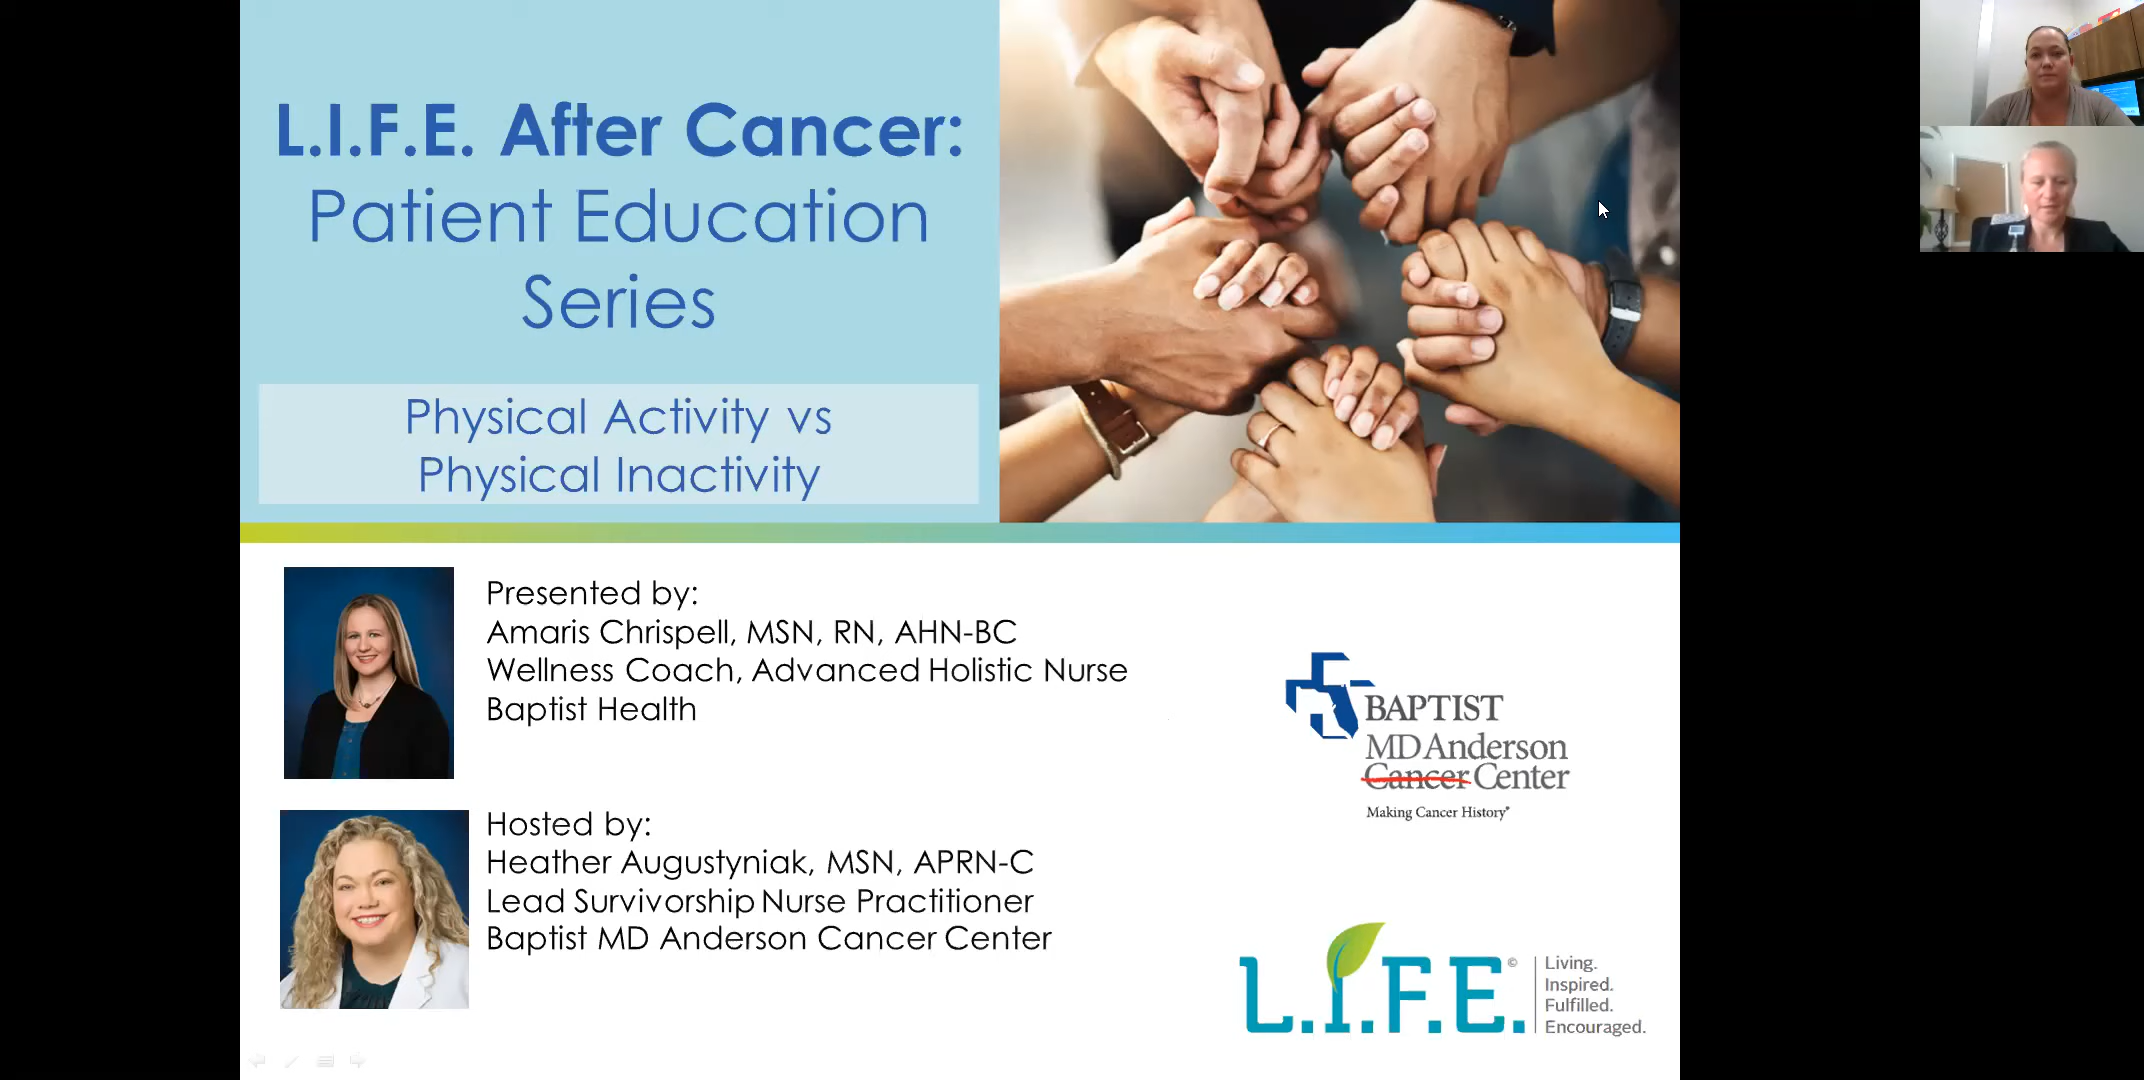 L.I.F.E. After Cancer:
Patient Education
Series
Physical Activity vs
Physical Inactivity
Presented by:
Amaris Chrispell, MSN, RN, AHN-BC
Wellness Coach, Advanced Holistic Nurse
Baptist Health
Hosted by:
Heather Augustyniak, MSN, APRN-C
Lead Survivorship Nurse Practitioner
Baptist MD Anderson Cancer Center
BAPTIST
MD Anderson
Cancer Center
Making Cancer History®
L.I.F.E.©
Living.
Inspired.
Fulfilled.
Encouraged.